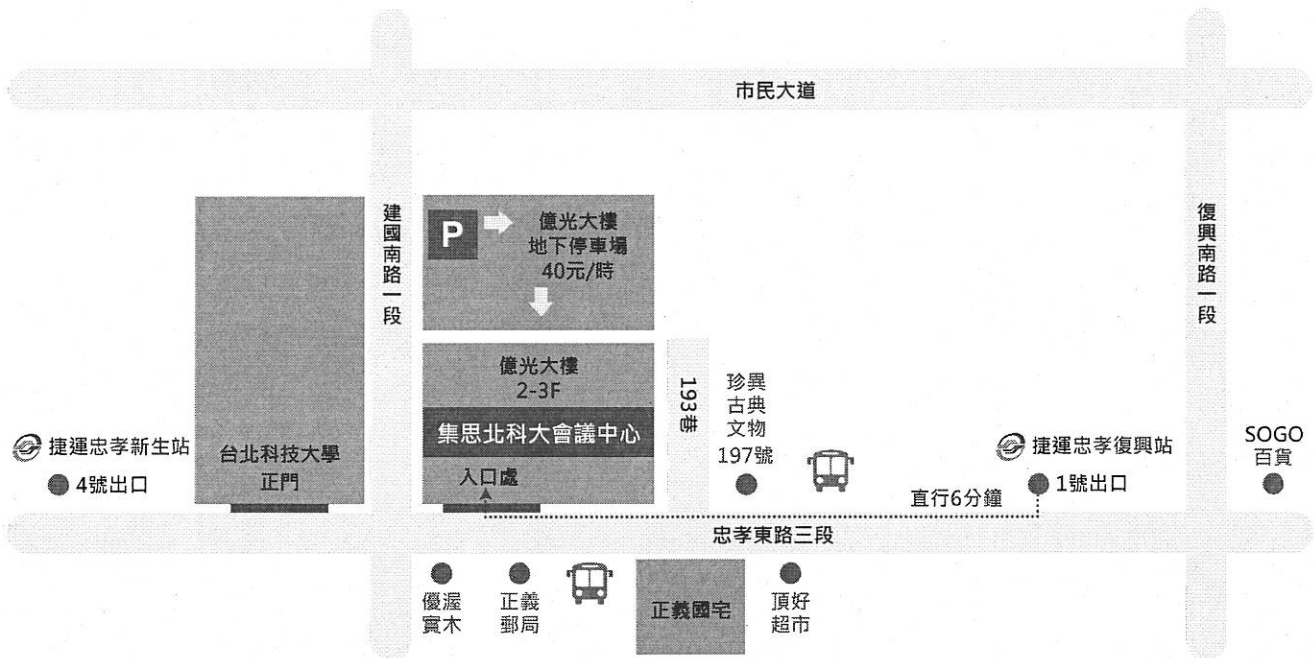 市民大道
建國南路一段
復興南路一段
P
億光大樓
地下停車場
40元/時
億光大樓
2-3F
集思北科大會議中心
入口處
193巷
珍異
古典
文物
197號
捷運忠孝新生站
4號出口
台北科技大學
正門
捷運忠孝復興站
1號出口
直行6分鐘
SOGO
百貨
忠孝東路三段
優渥
實木
正義
郵局
正義國宅
頂好
超市